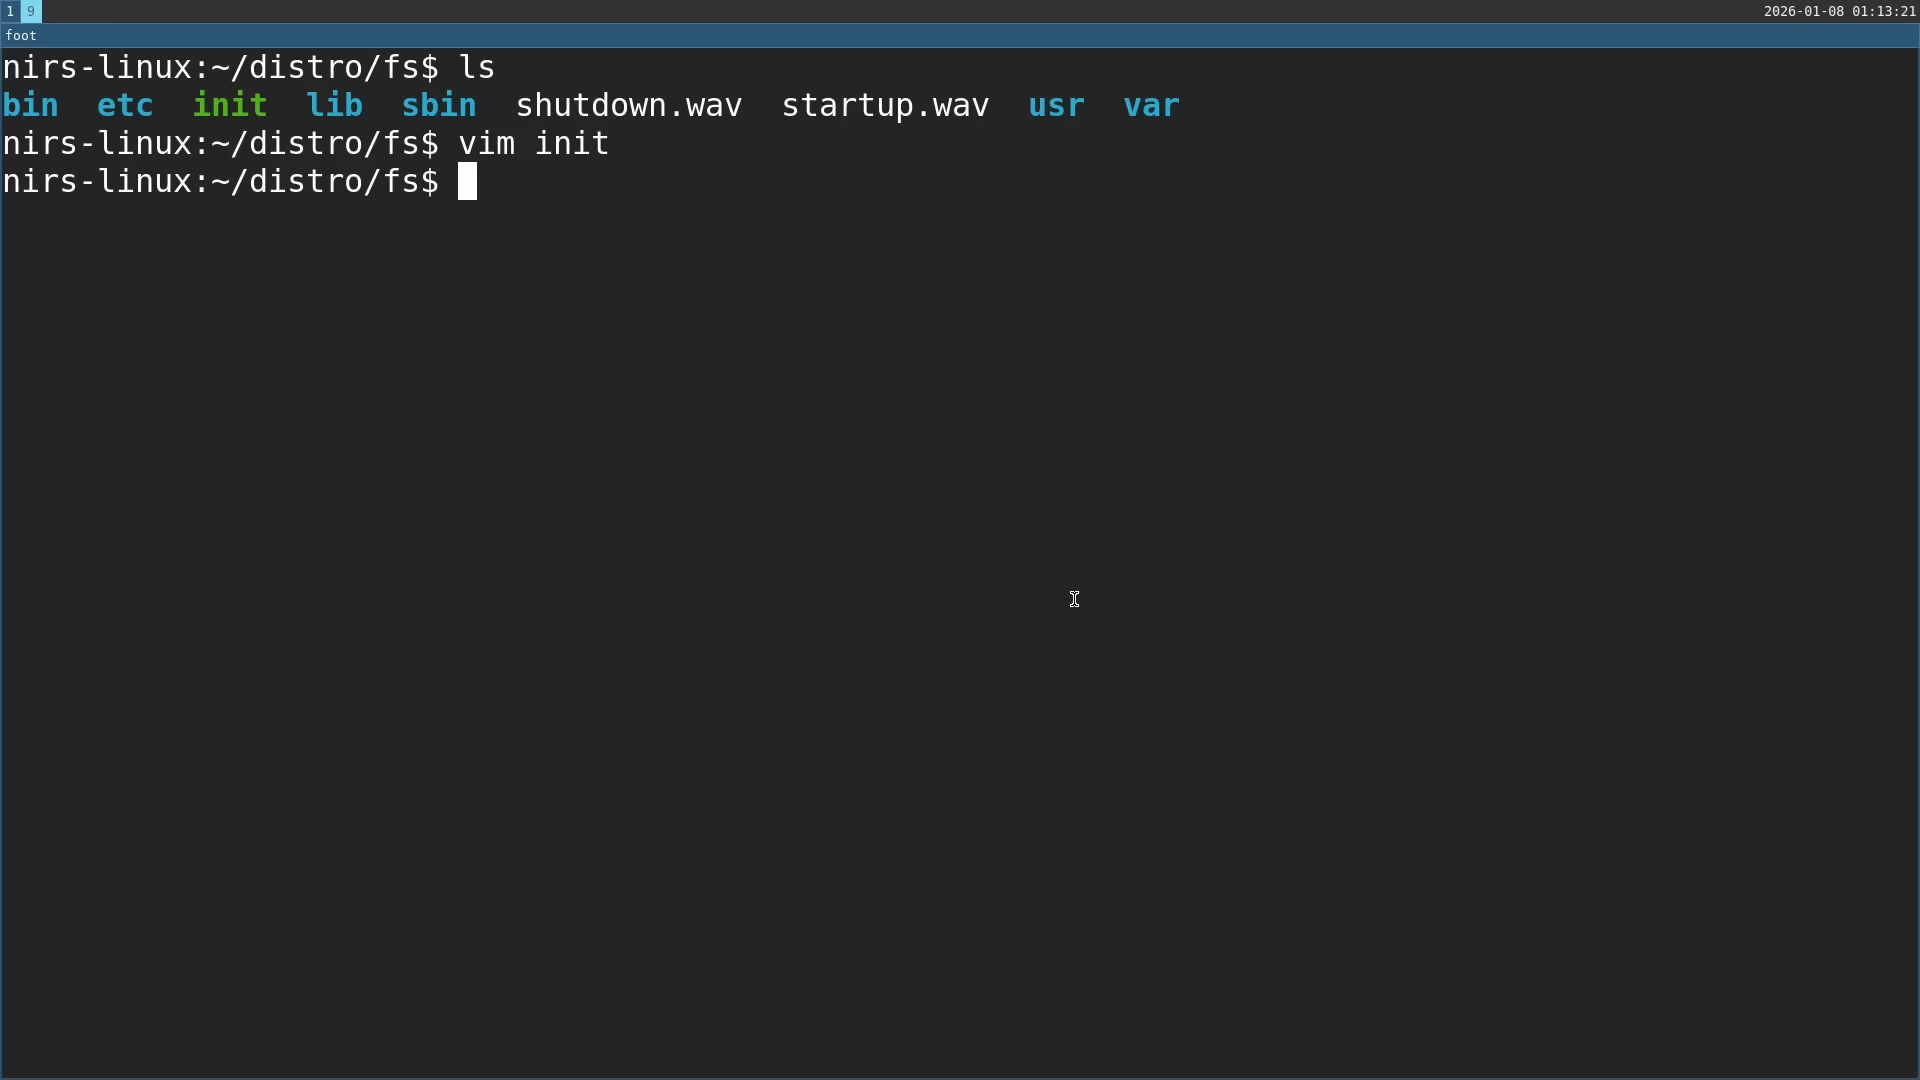 1 9 2026-01-08 01:13:21
foot
nirs-linux:~/distro/fs$ ls
bin etc init lib sbin shutdown.wav startup.wav usr var
nirs-linux:~/distro/fs$ vim init
nirs-linux:~/distro/fs$